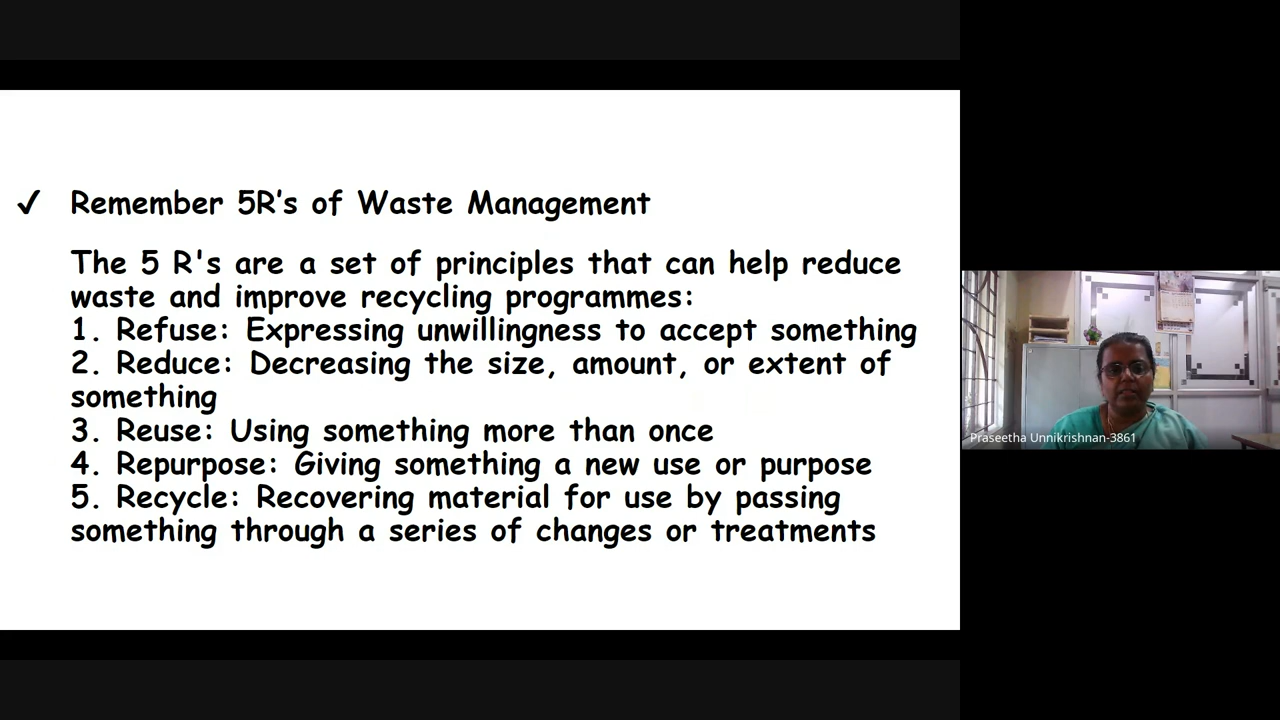 ✓ Remember 5R’s of Waste Management
The 5 R's are a set of principles that can help reduce
waste and improve recycling programmes:
1. Refuse: Expressing unwillingness to accept something
2. Reduce: Decreasing the size, amount, or extent of
something
3. Reuse: Using something more than once
4. Repurpose: Giving something a new use or purpose
5. Recycle: Recovering material for use by passing
something through a series of changes or treatments
Praseetha Unnikrishnan-3861